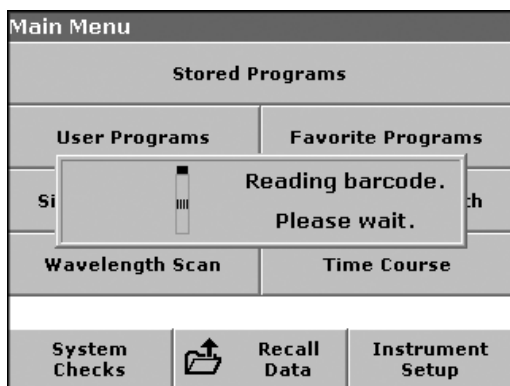 Main Menu
Stored Programs
User Programs
Favorite Programs
Reading barcode.
Please wait.
Wavelength Scan
Time Course
System
Checks
Recall
Data
Instrument
Setup